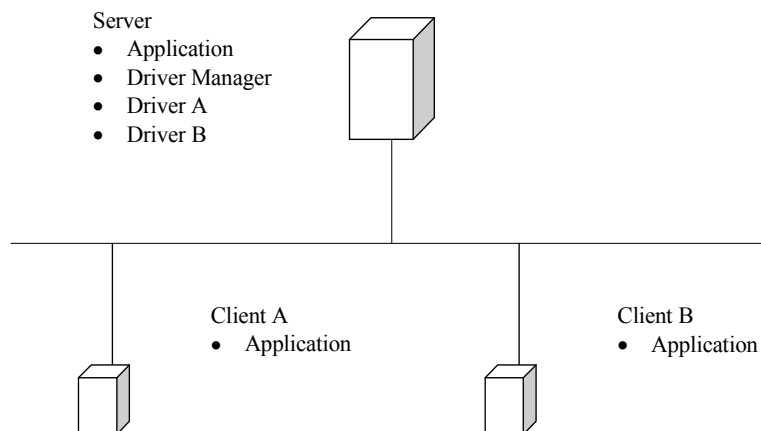 Server
• Application
• Driver Manager
• Driver A
• Driver B
Client A
• Application
Client B
• Application